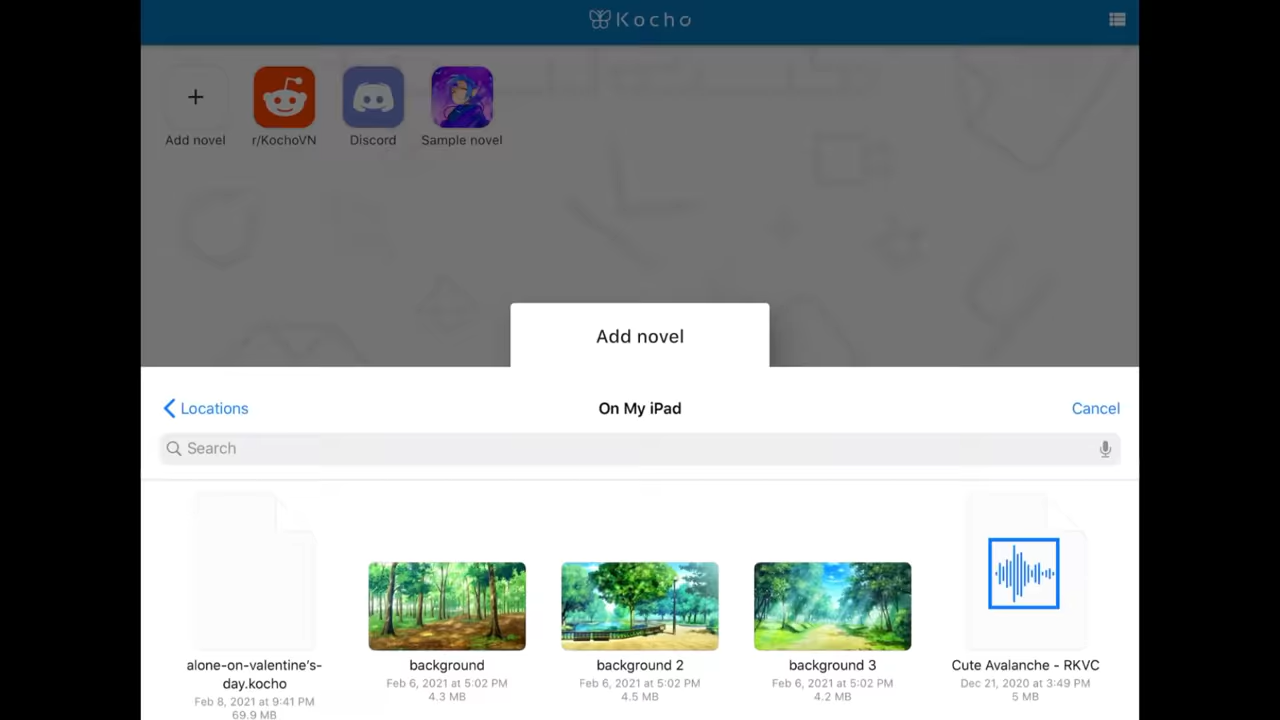 Kocho
Add novel
r/KochoVN
Discord
Sample novel
Add novel
Locations
On My iPad
Cancel
Search
alone-on-valentine's-
day.kocho
Feb 8, 2021 at 9:41 PM
69.9 MB
background
Feb 6, 2021 at 5:02 PM
4.3 MB
background 2
Feb 6, 2021 at 5:02 PM
4.5 MB
background 3
Feb 6, 2021 at 5:02 PM
4.2 MB
Cute Avalanche - RKVC
Dec 21, 2020 at 3:49 PM
5 MB